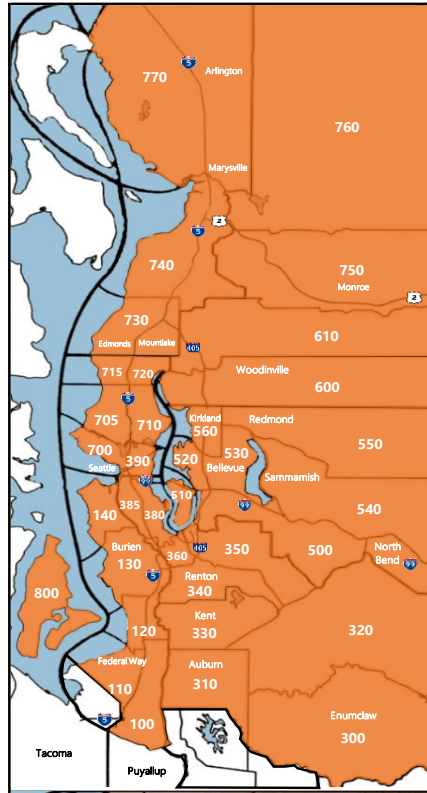 5
770
Arlington
760
Marysville
2
5
740
750
Monroe
2
730
610
Edmonds
Mountlake
405
715
720
Woodinville
600
5
705
710
Kirkland
560
Redmond
550
700
390
520
530
Seattle
Bellevue
Sammamish
90
510
385
380
140
99
540
Burien
130
360
405
350
500
North
Bend
99
5
Renton
340
800
Kent
330
120
320
Federal Way
110
Auburn
310
100
5
Enumclaw
300
Tacoma
Puyallup